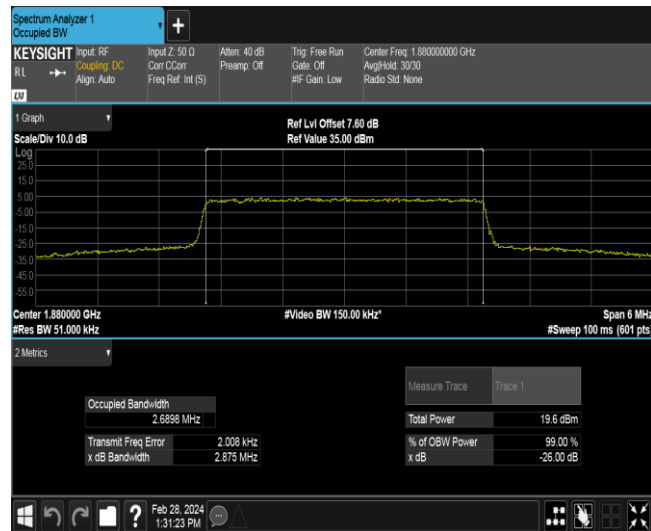 Spectrum Analyzer 1
Occupied BW
+
KEYSIGHT
RL
LXI
Input: RF
Coupling: DC
Align: Auto
Input Z: 50 Ω
Corr CCorr
Freq Ref: Int (S)
Atten: 40 dB
Preamp: Off
Trig: Free Run
Gate: Off
#IF Gain: Low
Center Freq: 1.880000000 GHz
Avg|Hold: 30/30
Radio Std: None
1 Graph
Scale/Div 10.0 dB
Ref Lvl Offset 7.60 dB
Ref Value 35.00 dBm
Log
25.0
15.0
5.00
-5.00
-15.0
-25.0
-35.0
-45.0
-55.0
Center 1.880000 GHz
#Res BW 51.000 kHz
#Video BW 150.00 kHz*
Span 6 MHz
#Sweep 100 ms (601 pts)
2 Metrics
Measure Trace Trace 1
Occupied Bandwidth
2.6898 MHz
Total Power 19.6 dBm
Transmit Freq Error 2.008 kHz
% of OBW Power 99.00 %
x dB Bandwidth 2.875 MHz
x dB -26.00 dB
?
Feb 28, 2024
1:31:23 PM